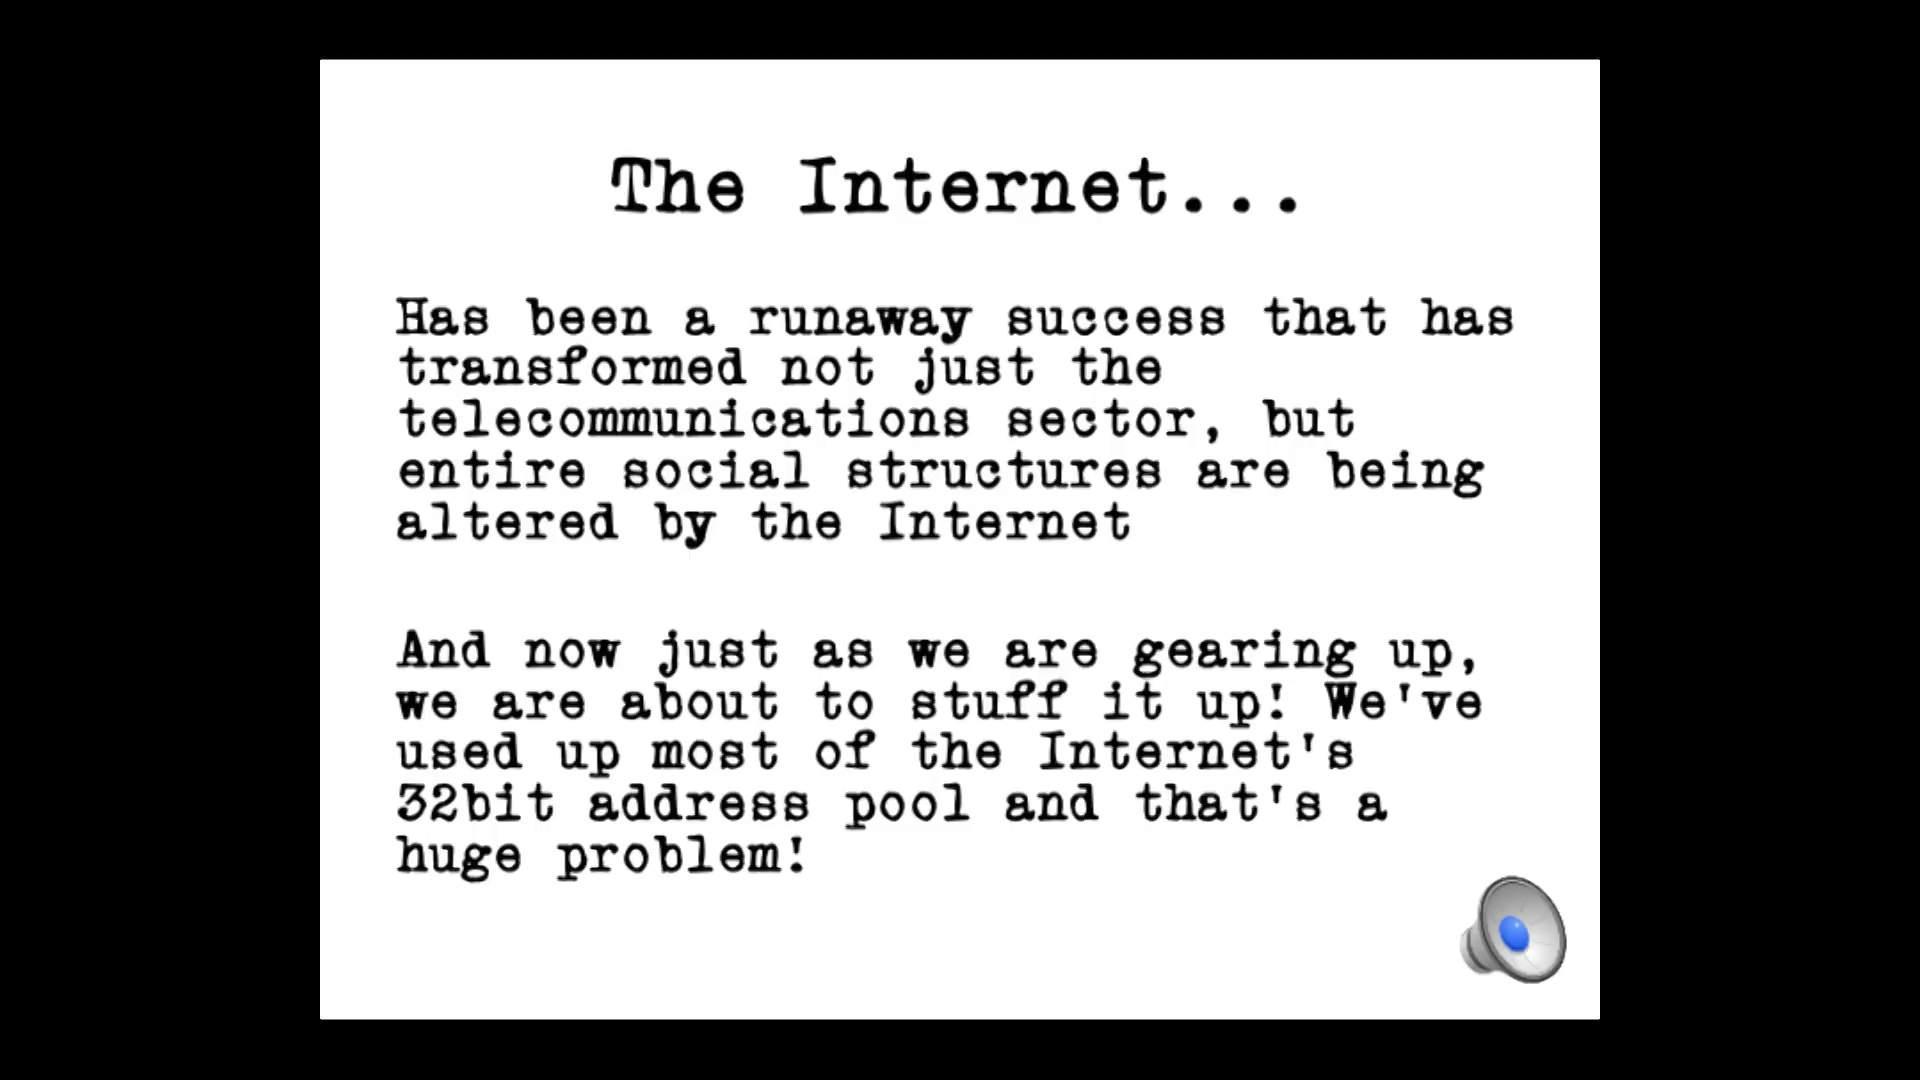 The Internet...
Has been a runaway success that has
transformed not just the
telecommunications sector, but
entire social structures are being
altered by the Internet
And now just as we are gearing up,
we are about to stuff it up! We've
used up most of the Internet's
32bit address pool and that's a
huge problem!